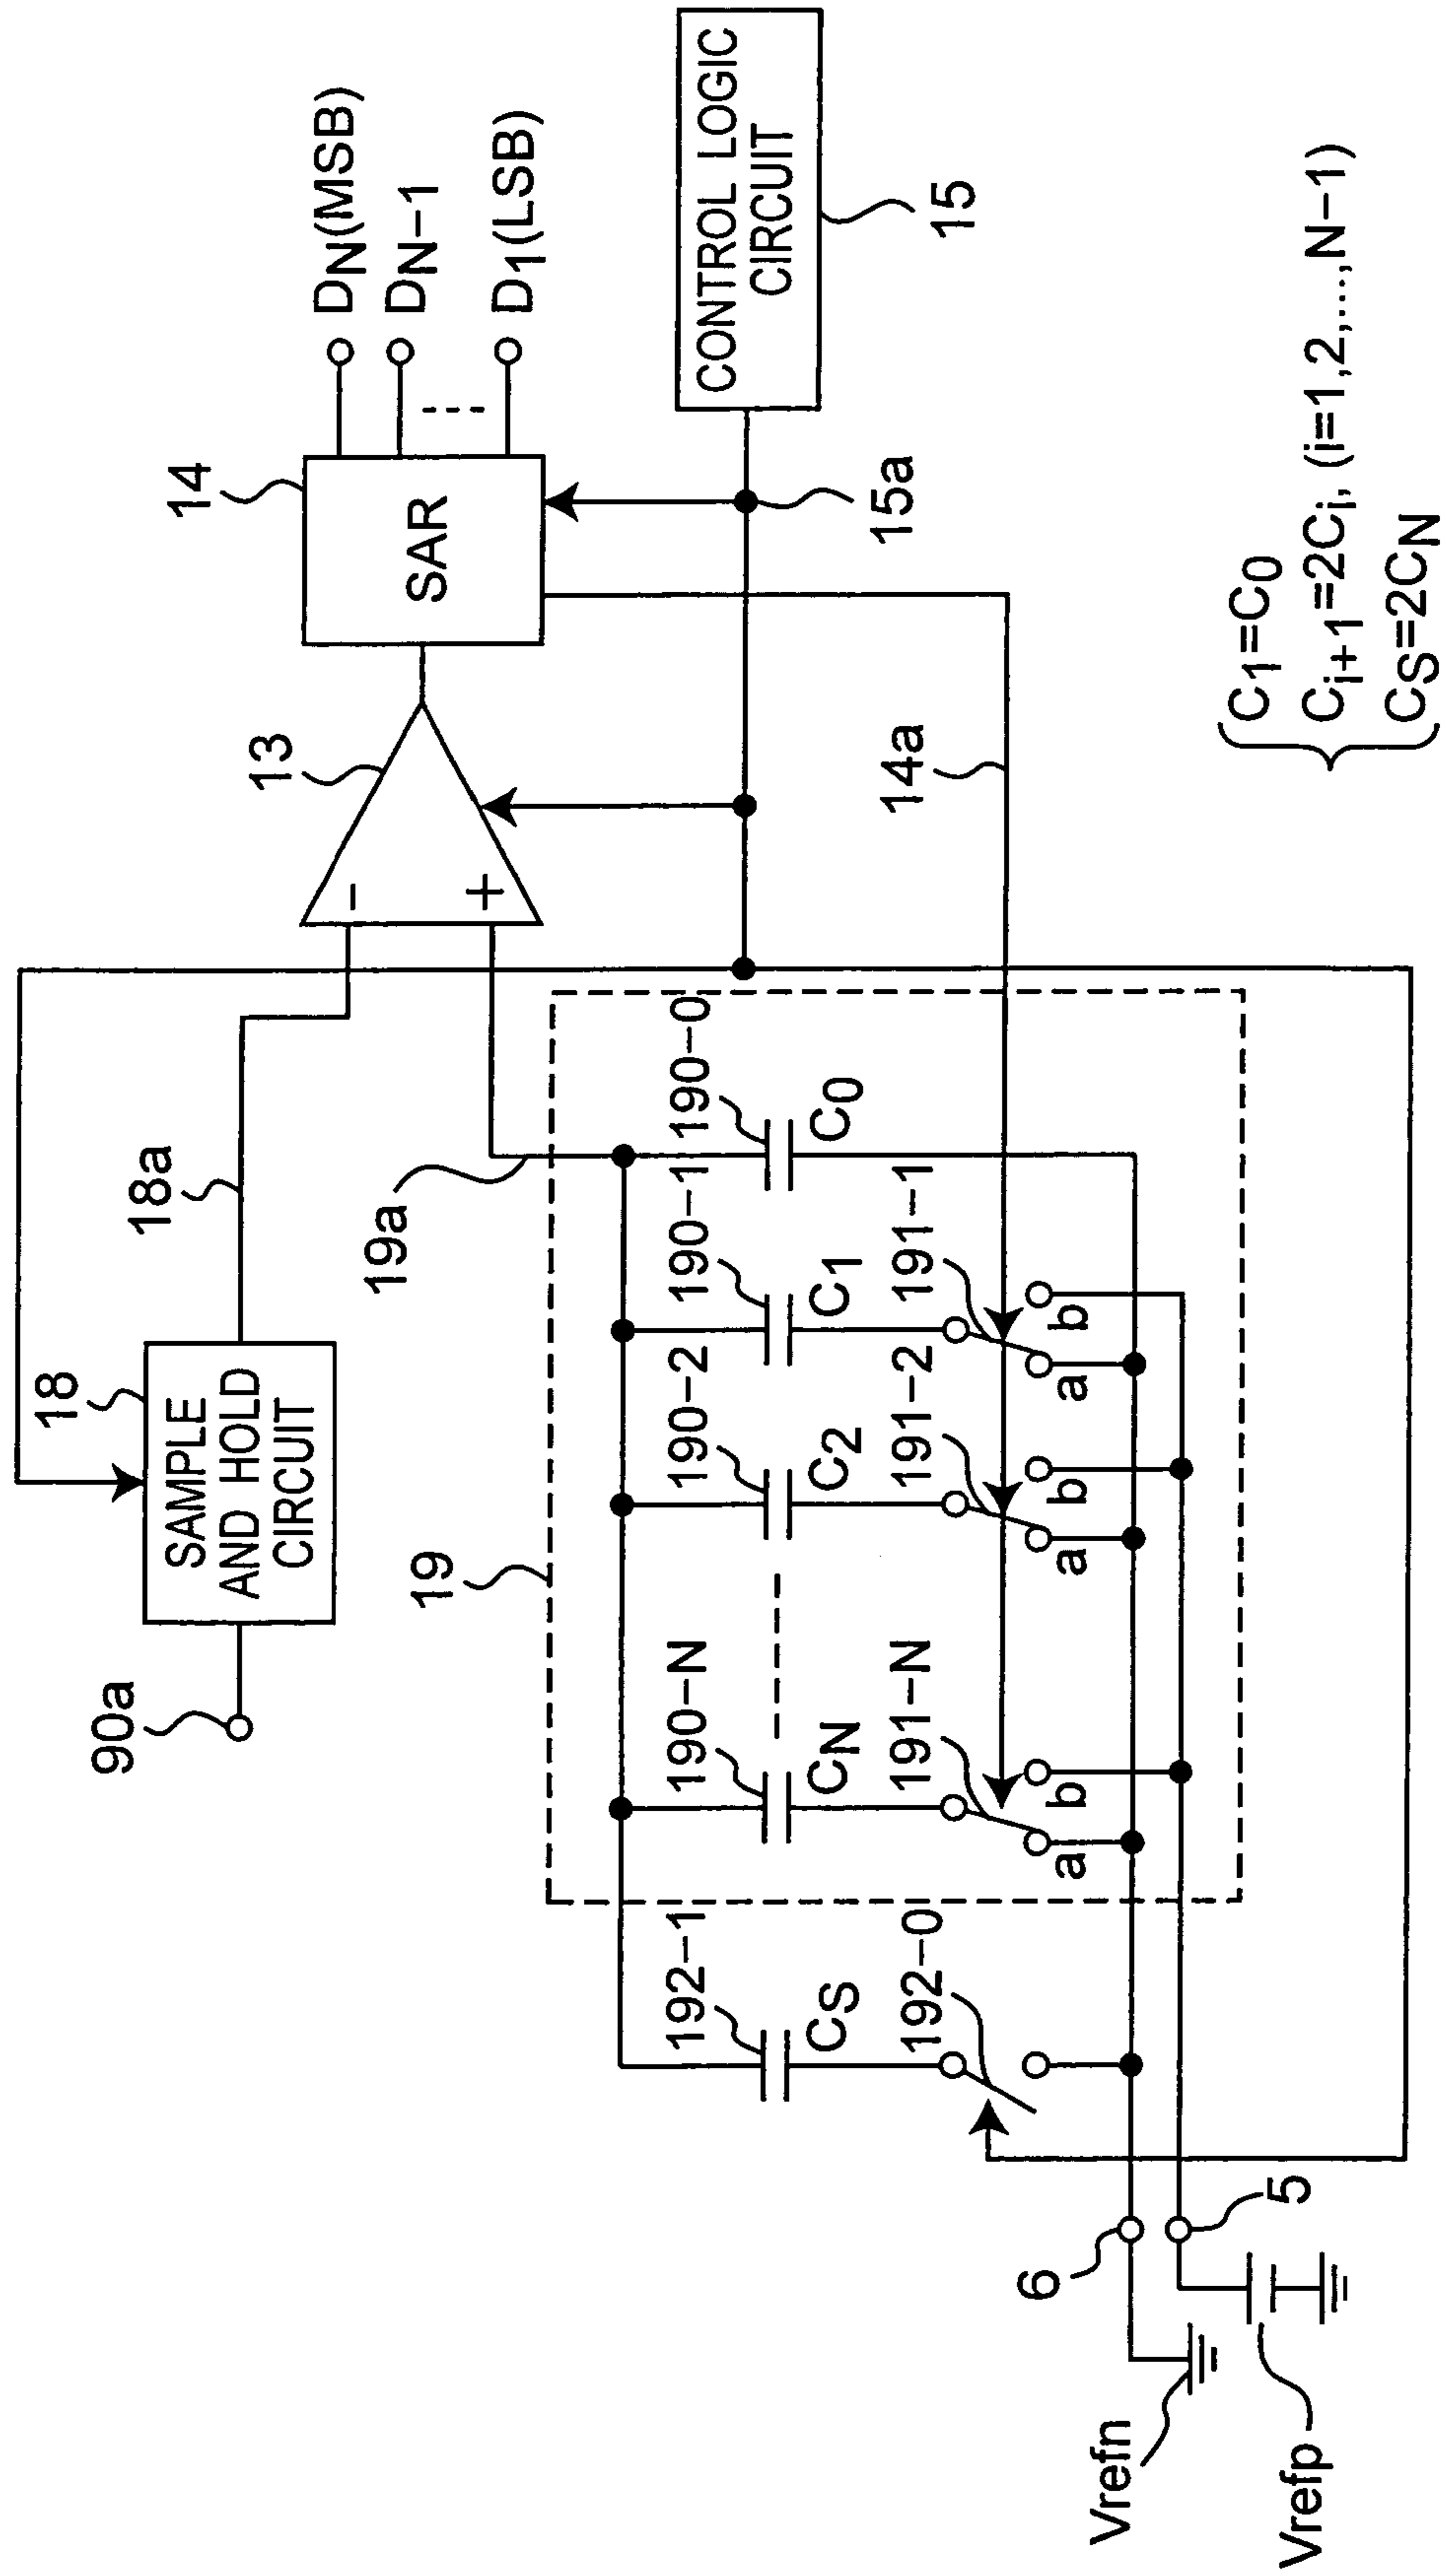 90a
18
SAMPLE
AND HOLD
CIRCUIT
18a
13
−
+
14
SAR
DN(MSB)
DN−1
D1(LSB)
19
19a
15a
CONTROL LOGIC
CIRCUIT
15
14a
192−1
CS
192−0
190−N
CN
191−N
a
b
190−2
C2
191−2
a
b
190−1
C1
191−1
a
b
190−0
C0
6
5
Vrefn
Vrefp
C1=C0
Ci+1=2Ci, (i=1,2,...,N−1)
CS=2CN